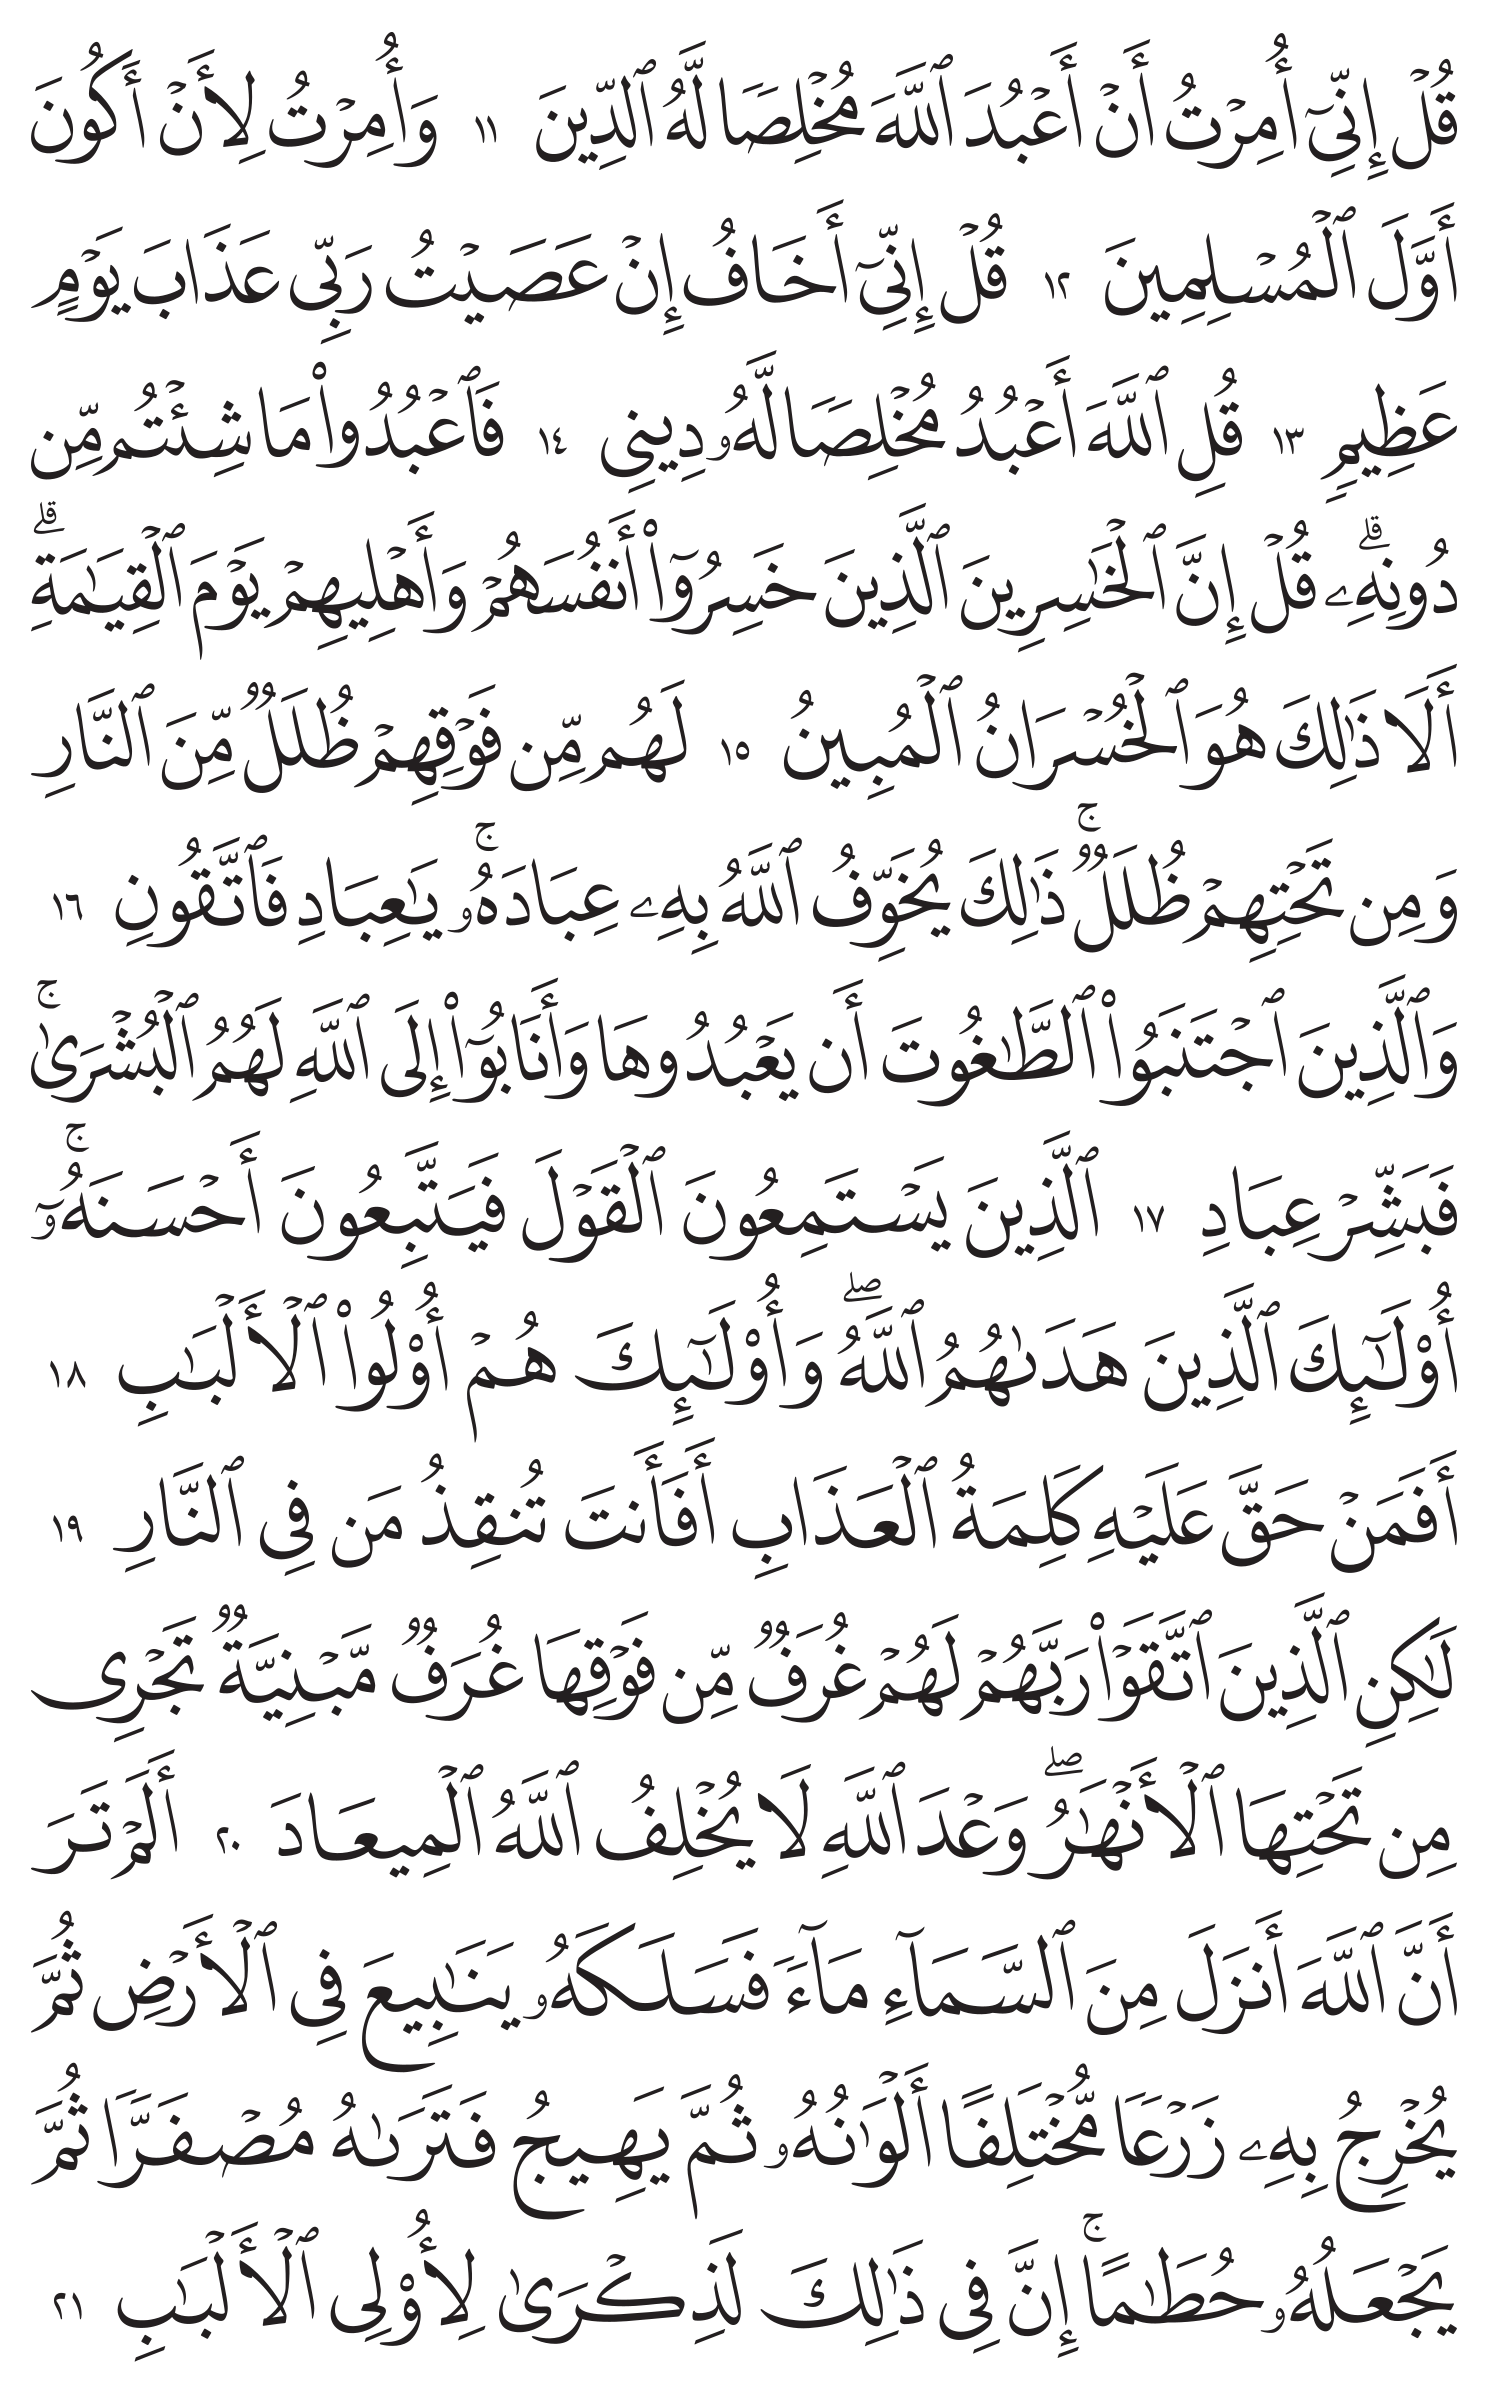 قُلۡ إِنِّيٓ أُمِرۡتُ أَنۡ أَعۡبُدَ ٱللَّهَ مُخۡلِصٗا لَّهُ ٱلدِّينَ ١١ وَأُمِرۡتُ لِأَنۡ أَكُونَ
أَوَّلَ ٱلۡمُسۡلِمِينَ ١٢ قُلۡ إِنِّيٓ أَخَافُ إِنۡ عَصَيۡتُ رَبِّي عَذَابَ يَوۡمٍ
عَظِيمٖ ١٣ قُلِ ٱللَّهَ أَعۡبُدُ مُخۡلِصٗا لَّهُۥ دِينِي ١٤ فَٱعۡبُدُواْ مَا شِئۡتُم مِّن
دُونِهِۦۗ قُلۡ إِنَّ ٱلۡخَٰسِرِينَ ٱلَّذِينَ خَسِرُوٓاْ أَنفُسَهُمۡ وَأَهۡلِيهِمۡ يَوۡمَ ٱلۡقِيَٰمَةِۗ
أَلَا ذَٰلِكَ هُوَ ٱلۡخُسۡرَانُ ٱلۡمُبِينُ ١٥ لَهُم مِّن فَوۡقِهِمۡ ظُلَلٞ مِّنَ ٱلنَّارِ
وَمِن تَحۡتِهِمۡ ظُلَلٞۚ ذَٰلِكَ يُخَوِّفُ ٱللَّهُ بِهِۦ عِبَادَهُۥۚ يَٰعِبَادِ فَٱتَّقُونِ ١٦
وَٱلَّذِينَ ٱجۡتَنَبُواْ ٱلطَّٰغُوتَ أَن يَعۡبُدُوهَا وَأَنَابُوٓاْ إِلَى ٱللَّهِ لَهُمُ ٱلۡبُشۡرَىٰۚ
فَبَشِّرۡ عِبَادِ ١٧ ٱلَّذِينَ يَسۡتَمِعُونَ ٱلۡقَوۡلَ فَيَتَّبِعُونَ أَحۡسَنَهُۥٓۚ
أُوْلَٰٓئِكَ ٱلَّذِينَ هَدَىٰهُمُ ٱللَّهُۖ وَأُوْلَٰٓئِكَ هُمۡ أُوْلُواْ ٱلۡأَلۡبَٰبِ ١٨
أَفَمَنۡ حَقَّ عَلَيۡهِ كَلِمَةُ ٱلۡعَذَابِ أَفَأَنتَ تُنقِذُ مَن فِي ٱلنَّارِ ١٩
لَٰكِنِ ٱلَّذِينَ ٱتَّقَوۡاْ رَبَّهُمۡ لَهُمۡ غُرَفٞ مِّن فَوۡقِهَا غُرَفٞ مَّبۡنِيَّةٞ تَجۡرِي
مِن تَحۡتِهَا ٱلۡأَنۡهَٰرُۖ وَعۡدَ ٱللَّهِ لَا يُخۡلِفُ ٱللَّهُ ٱلۡمِيعَادَ ٢٠ أَلَمۡ تَرَ
أَنَّ ٱللَّهَ أَنزَلَ مِنَ ٱلسَّمَآءِ مَآءٗ فَسَلَكَهُۥ يَنَٰبِيعَ فِي ٱلۡأَرۡضِ ثُمَّ
يُخۡرِجُ بِهِۦ زَرۡعٗا مُّخۡتَلِفًا أَلۡوَٰنُهُۥ ثُمَّ يَهِيجُ فَتَرَىٰهُ مُصۡفَرّٗا ثُمَّ
يَجۡعَلُهُۥ حُطَٰمًاۚ إِنَّ فِي ذَٰلِكَ لَذِكۡرَىٰ لِأُوْلِي ٱلۡأَلۡبَٰبِ ٢١